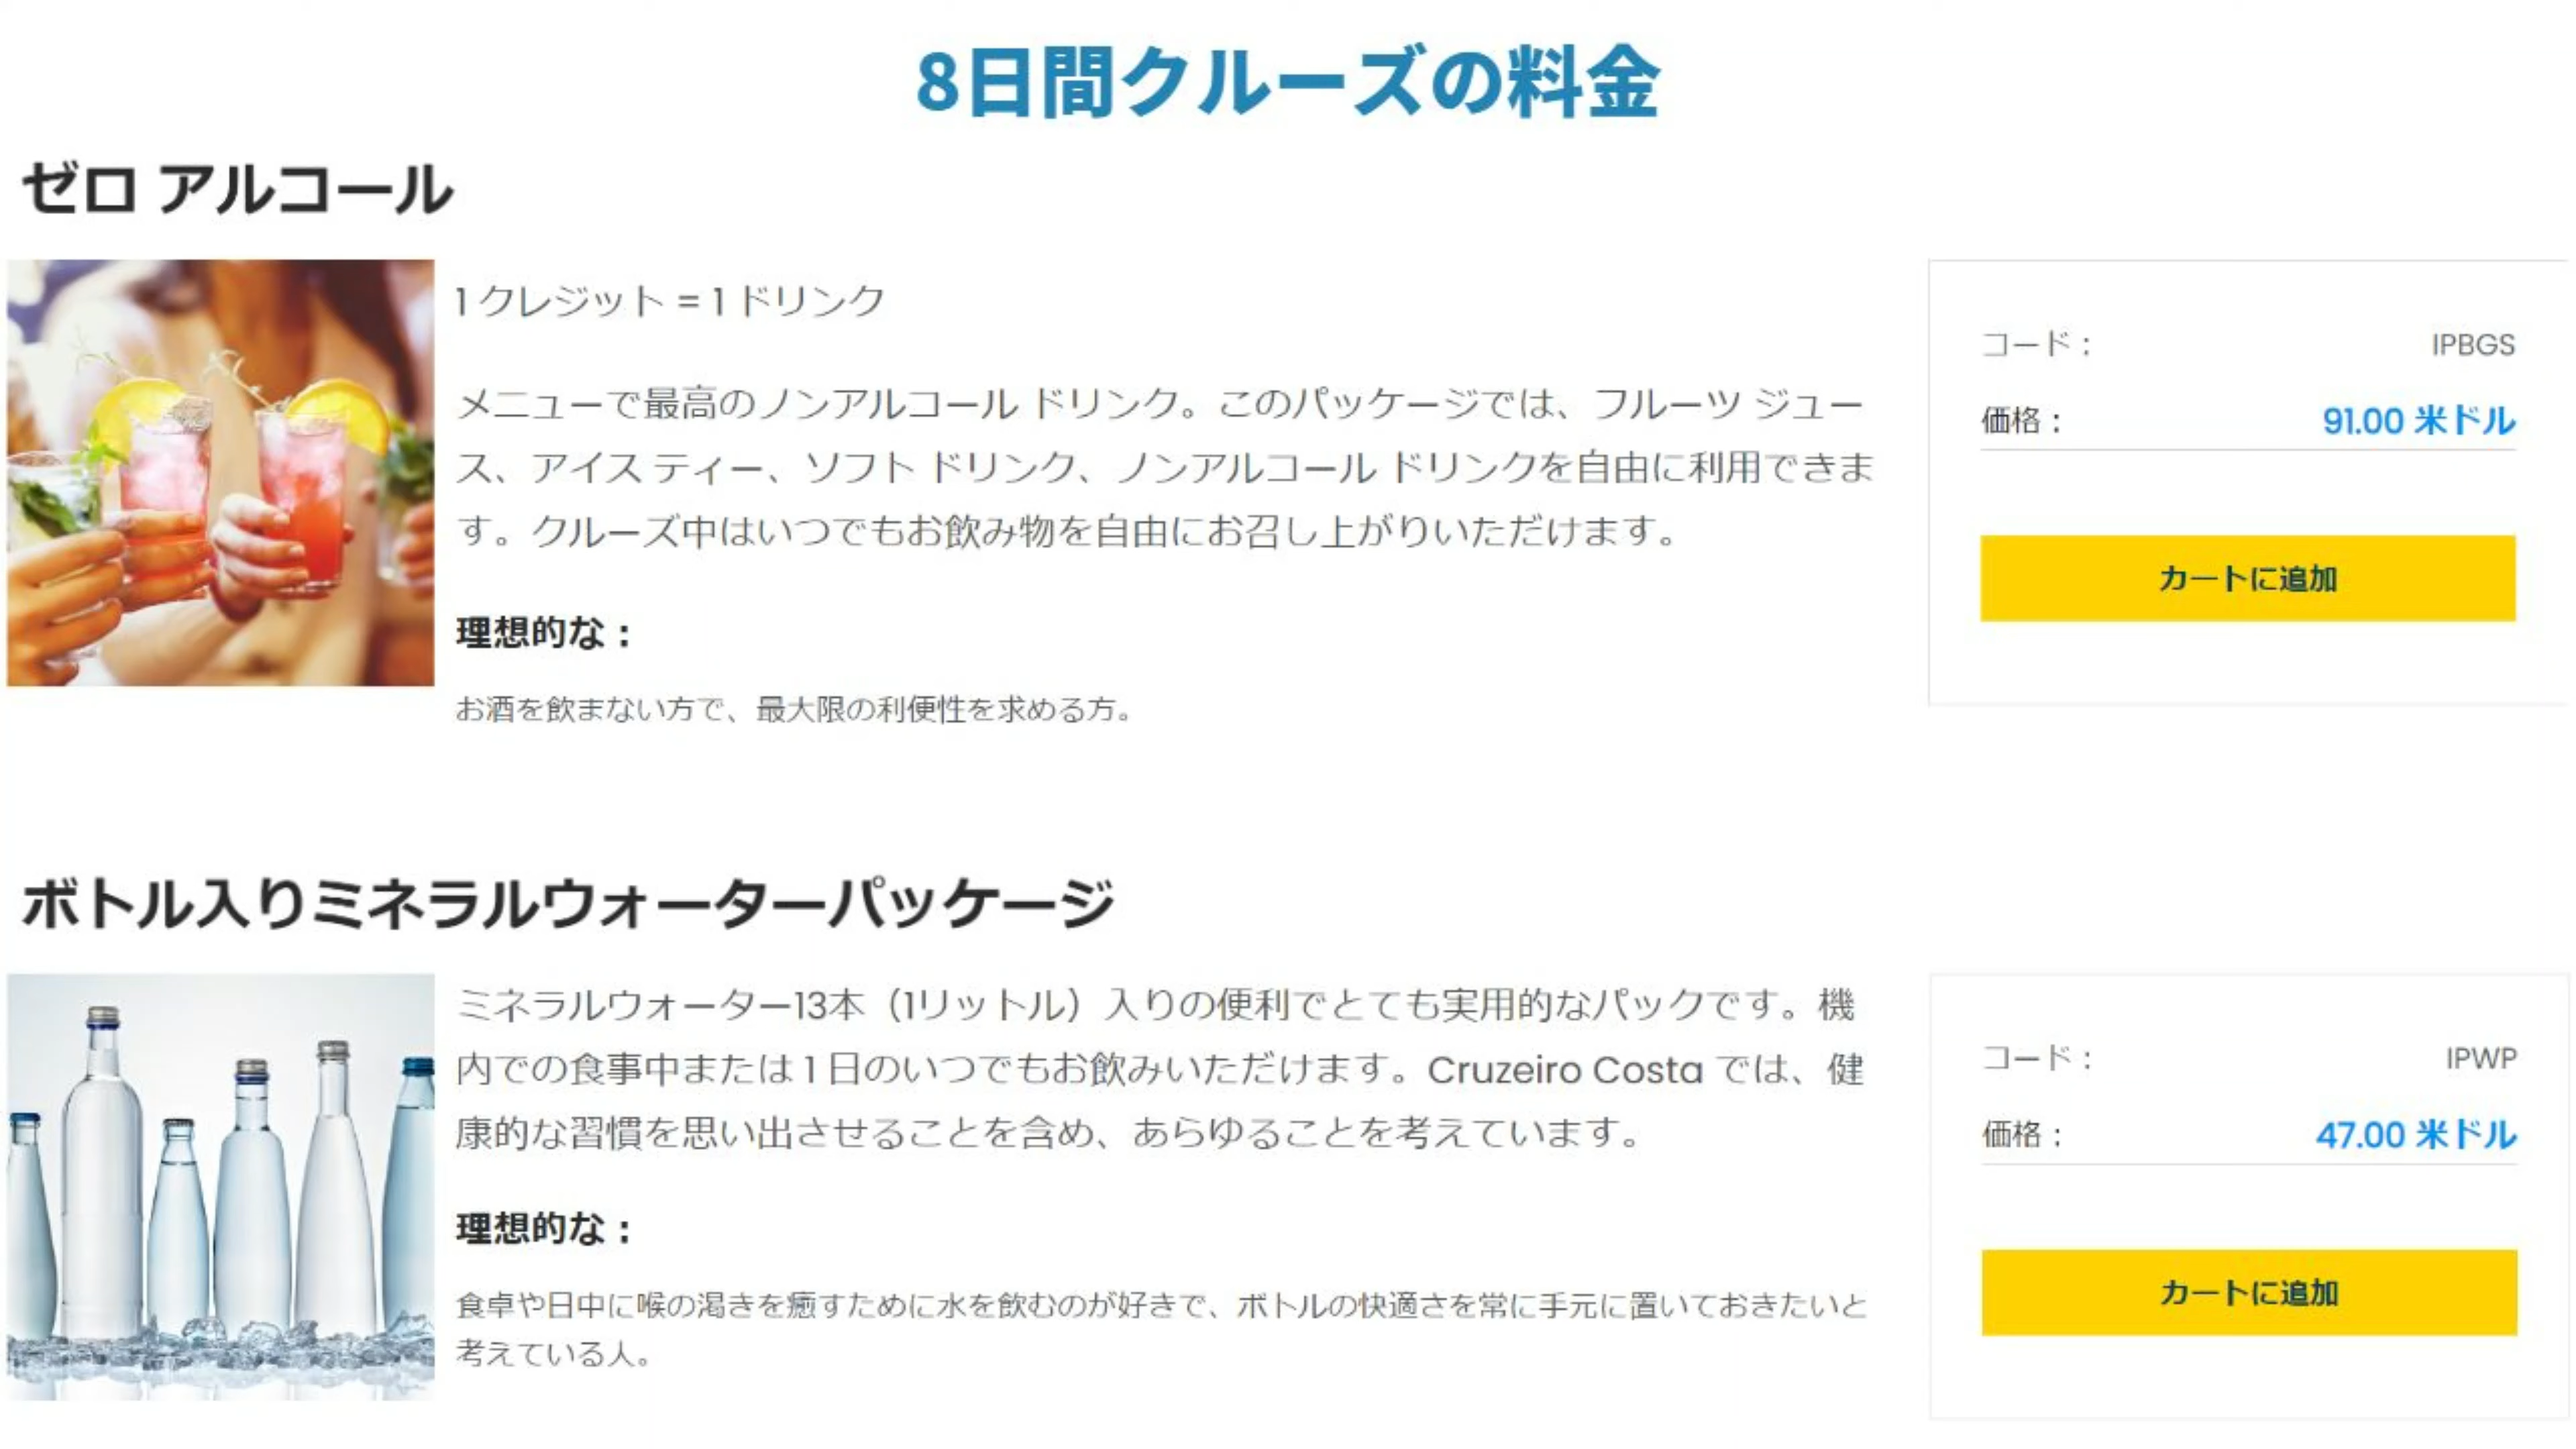 8日間クルーズの料金
ゼロ アルコール
1 クレジット = 1 ドリンク
メニューで最高のノンアルコール ドリンク。このパッケージでは、フルーツ ジュー
ス、アイス ティー、ソフト ドリンク、ノンアルコール ドリンクを自由に利用できま
す。クルーズ中はいつでもお飲み物を自由にお召し上がりいただけます。
理想的な：
お酒を飲まない方で、最大限の利便性を求める方。
コード： IPBGS
価格： 91.00 米ドル
カートに追加
ボトル入りミネラルウォーターパッケージ
ミネラルウォーター13本（1リットル）入りの便利でとても実用的なパックです。機
内での食事中または 1 日のいつでもお飲みいただけます。Cruzeiro Costa では、健
康的な習慣を思い出させることを含め、あらゆることを考えています。
理想的な：
食卓や日中に喉の渇きを癒すために水を飲むのが好きで、ボトルの快適さを常に手元に置いておきたいと
考えている人。
コード： IPWP
価格： 47.00 米ドル
カートに追加